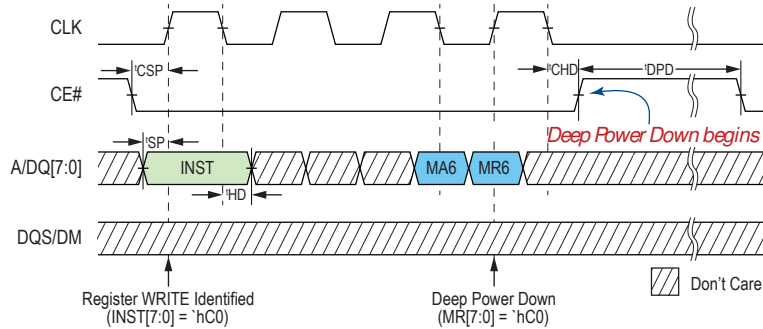 CLK
tCSP
tCHD
tDPD
CE#
Deep Power Down begins
tSP
A/DQ[7:0]
INST
MA6
MR6
tHD
DQS/DM
Register WRITE Identified
(INST[7:0] = `hC0)
Deep Power Down
(MR[7:0] = `hC0)
Don't Care